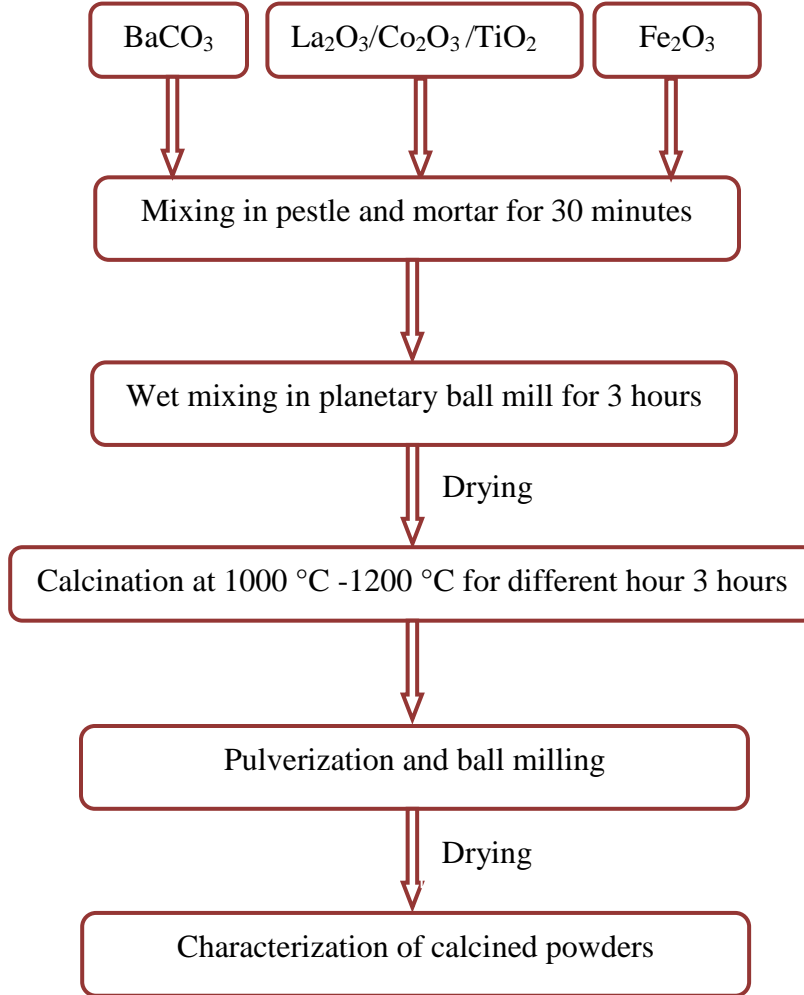 BaCO₃
La₂O₃/Co₂O₃ /TiO₂
Fe₂O₃
Mixing in pestle and mortar for 30 minutes
Wet mixing in planetary ball mill for 3 hours
Drying
Calcination at 1000 °C -1200 °C for different hour 3 hours
Pulverization and ball milling
Drying
Characterization of calcined powders